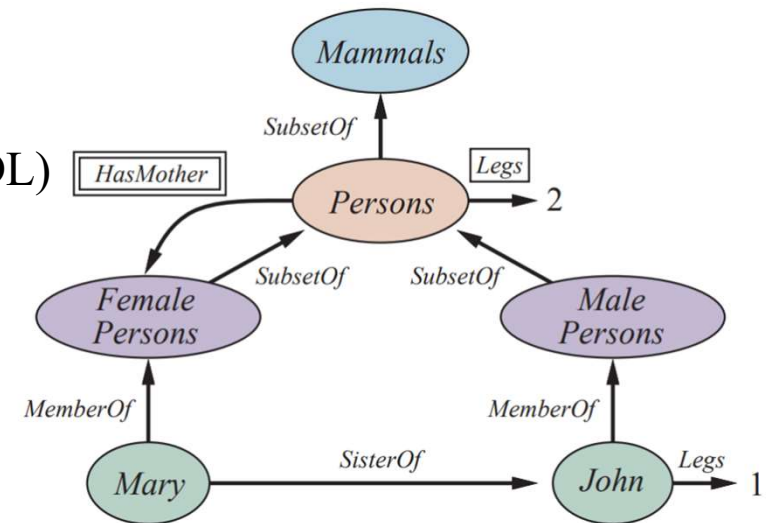 Mammals
SubsetOf
HasMother
Legs
Persons
2
SubsetOf
SubsetOf
Female
Persons
Male
Persons
MemberOf
MemberOf
SisterOf
Legs
Mary
John
1